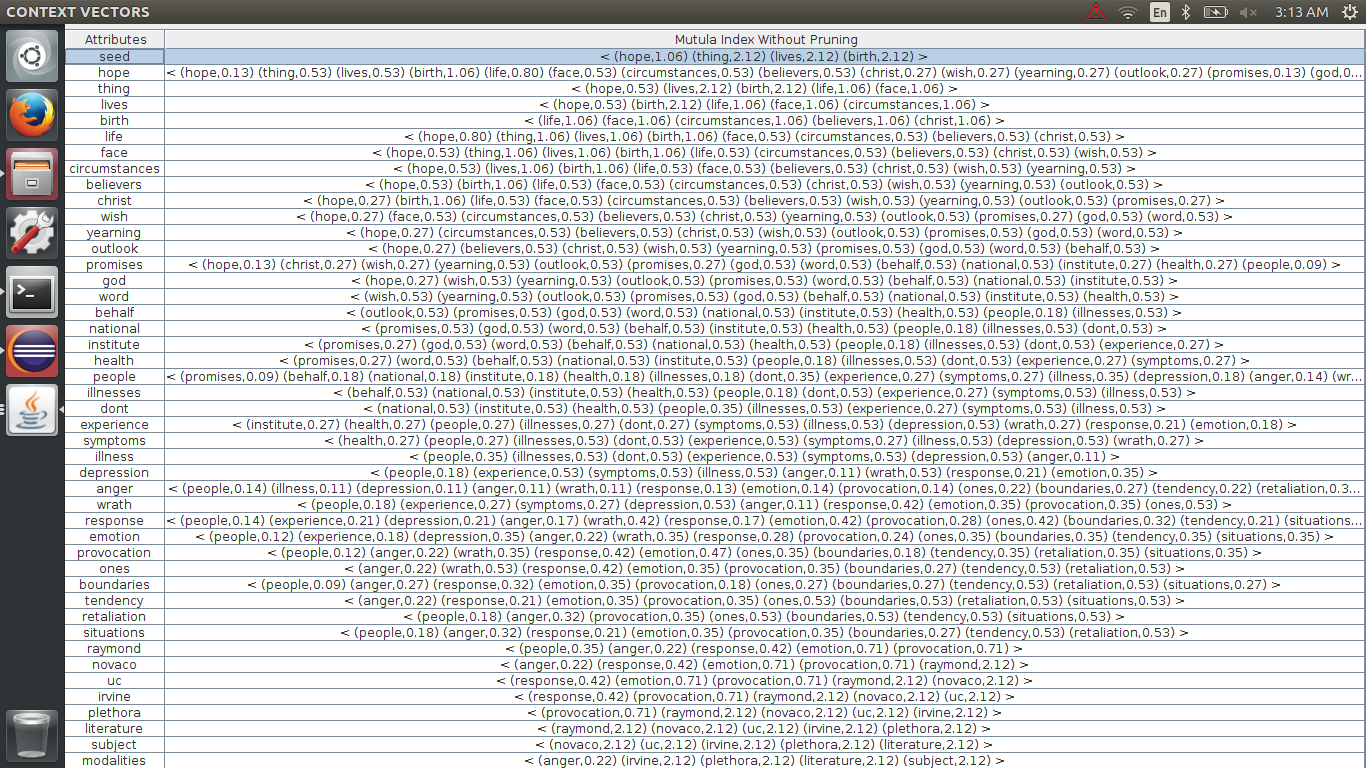 CONTEXT VECTORS En 3:13 AM
Attributes Mutula Index Without Pruning
seed < (hope,1.06) (thing,2.12) (lives,2.12) (birth,2.12) >
hope < (hope,0.13) (thing,0.53) (lives,0.53) (birth,1.06) (life,0.80) (face,0.53) (circumstances,0.53) (believers,0.53) (christ,0.27) (wish,0.27) (yearning,0.27) (outlook,0.27) (promises,0.13) (god,0...
thing < (hope,0.53) (lives,2.12) (birth,2.12) (life,1.06) (face,1.06) >
lives < (hope,0.53) (birth,2.12) (life,1.06) (face,1.06) (circumstances,1.06) >
birth < (life,1.06) (face,1.06) (circumstances,1.06) (believers,1.06) (christ,1.06) >
life < (hope,0.80) (thing,1.06) (lives,1.06) (birth,1.06) (face,0.53) (circumstances,0.53) (believers,0.53) (christ,0.53) >
face < (hope,0.53) (thing,1.06) (lives,1.06) (birth,1.06) (life,0.53) (circumstances,0.53) (believers,0.53) (christ,0.53) (wish,0.53) >
circumstances < (hope,0.53) (lives,1.06) (birth,1.06) (life,0.53) (face,0.53) (believers,0.53) (christ,0.53) (wish,0.53) (yearning,0.53) >
believers < (hope,0.53) (birth,1.06) (life,0.53) (face,0.53) (circumstances,0.53) (christ,0.53) (wish,0.53) (yearning,0.53) (outlook,0.53) >
christ < (hope,0.27) (birth,1.06) (life,0.53) (face,0.53) (circumstances,0.53) (believers,0.53) (wish,0.53) (yearning,0.53) (outlook,0.53) (promises,0.27) >
wish < (hope,0.27) (face,0.53) (circumstances,0.53) (believers,0.53) (christ,0.53) (yearning,0.53) (outlook,0.53) (promises,0.27) (god,0.53) (word,0.53) >
yearning < (hope,0.27) (circumstances,0.53) (believers,0.53) (christ,0.53) (wish,0.53) (outlook,0.53) (promises,0.53) (god,0.53) (word,0.53) >
outlook < (hope,0.27) (believers,0.53) (christ,0.53) (wish,0.53) (yearning,0.53) (promises,0.53) (god,0.53) (word,0.53) (behalf,0.53) >
promises < (hope,0.13) (christ,0.27) (wish,0.27) (yearning,0.53) (outlook,0.53) (promises,0.27) (god,0.53) (word,0.53) (behalf,0.53) (national,0.53) (institute,0.27) (health,0.27) (people,0.09) >
god < (hope,0.27) (wish,0.53) (yearning,0.53) (outlook,0.53) (promises,0.53) (word,0.53) (behalf,0.53) (national,0.53) (institute,0.53) >
word < (wish,0.53) (yearning,0.53) (outlook,0.53) (promises,0.53) (god,0.53) (behalf,0.53) (national,0.53) (institute,0.53) (health,0.53) >
behalf < (outlook,0.53) (promises,0.53) (god,0.53) (word,0.53) (national,0.53) (institute,0.53) (health,0.53) (people,0.18) (illnesses,0.53) >
national < (promises,0.53) (god,0.53) (word,0.53) (behalf,0.53) (institute,0.53) (health,0.53) (people,0.18) (illnesses,0.53) (dont,0.53) >
institute < (promises,0.27) (god,0.53) (word,0.53) (behalf,0.53) (national,0.53) (health,0.53) (people,0.18) (illnesses,0.53) (dont,0.53) (experience,0.27) >
health < (promises,0.27) (word,0.53) (behalf,0.53) (national,0.53) (institute,0.53) (people,0.18) (illnesses,0.53) (dont,0.53) (experience,0.27) (symptoms,0.27) >
people < (promises,0.09) (behalf,0.18) (national,0.18) (institute,0.18) (health,0.18) (illnesses,0.18) (dont,0.35) (experience,0.27) (symptoms,0.27) (illness,0.35) (depression,0.18) (anger,0.14) (wr...
illnesses < (behalf,0.53) (national,0.53) (institute,0.53) (health,0.53) (people,0.18) (dont,0.53) (experience,0.27) (symptoms,0.53) (illness,0.53) >
dont < (national,0.53) (institute,0.53) (health,0.53) (people,0.35) (illnesses,0.53) (experience,0.27) (symptoms,0.53) (illness,0.53) >
experience < (institute,0.27) (health,0.27) (people,0.27) (illnesses,0.27) (dont,0.27) (symptoms,0.53) (illness,0.53) (depression,0.53) (wrath,0.27) (response,0.21) (emotion,0.18) >
symptoms < (health,0.27) (people,0.27) (illnesses,0.53) (dont,0.53) (experience,0.53) (symptoms,0.27) (illness,0.53) (depression,0.53) (wrath,0.27) >
illness < (people,0.35) (illnesses,0.53) (dont,0.53) (experience,0.53) (symptoms,0.53) (depression,0.53) (anger,0.11) >
depression < (people,0.18) (experience,0.53) (symptoms,0.53) (illness,0.53) (anger,0.11) (wrath,0.53) (response,0.21) (emotion,0.35) >
anger < (people,0.14) (illness,0.11) (depression,0.11) (anger,0.11) (wrath,0.11) (response,0.13) (emotion,0.14) (provocation,0.14) (ones,0.22) (boundaries,0.27) (tendency,0.22) (retaliation,0.3...
wrath < (people,0.18) (experience,0.27) (symptoms,0.27) (depression,0.53) (anger,0.11) (response,0.42) (emotion,0.35) (provocation,0.35) (ones,0.53) >
response < (people,0.14) (experience,0.21) (depression,0.21) (anger,0.17) (wrath,0.42) (response,0.17) (emotion,0.42) (provocation,0.28) (ones,0.42) (boundaries,0.32) (tendency,0.21) (situations...
emotion < (people,0.12) (experience,0.18) (depression,0.35) (anger,0.22) (wrath,0.35) (response,0.28) (provocation,0.24) (ones,0.35) (boundaries,0.35) (tendency,0.35) (situations,0.35) >
provocation < (people,0.12) (anger,0.22) (wrath,0.35) (response,0.42) (emotion,0.47) (ones,0.35) (boundaries,0.18) (tendency,0.35) (retaliation,0.35) (situations,0.35) >
ones < (anger,0.22) (wrath,0.53) (response,0.42) (emotion,0.35) (provocation,0.35) (boundaries,0.27) (tendency,0.53) (retaliation,0.53) >
boundaries < (people,0.09) (anger,0.27) (response,0.32) (emotion,0.35) (provocation,0.18) (ones,0.27) (boundaries,0.27) (tendency,0.53) (retaliation,0.53) (situations,0.27) >
tendency < (anger,0.22) (response,0.21) (emotion,0.35) (provocation,0.35) (ones,0.53) (boundaries,0.53) (retaliation,0.53) (situations,0.53) >
retaliation < (people,0.18) (anger,0.32) (provocation,0.35) (ones,0.53) (boundaries,0.53) (tendency,0.53) (situations,0.53) >
situations < (people,0.18) (anger,0.32) (response,0.21) (emotion,0.35) (provocation,0.35) (boundaries,0.27) (tendency,0.53) (retaliation,0.53) >
raymond < (people,0.35) (anger,0.22) (response,0.42) (emotion,0.71) (provocation,0.71) >
novaco < (anger,0.22) (response,0.42) (emotion,0.71) (provocation,0.71) (raymond,2.12) >
uc < (response,0.42) (emotion,0.71) (provocation,0.71) (raymond,2.12) (novaco,2.12) >
irvine < (response,0.42) (provocation,0.71) (raymond,2.12) (novaco,2.12) (uc,2.12) >
plethora < (provocation,0.71) (raymond,2.12) (novaco,2.12) (uc,2.12) (irvine,2.12) >
literature < (raymond,2.12) (novaco,2.12) (uc,2.12) (irvine,2.12) (plethora,2.12) >
subject < (novaco,2.12) (uc,2.12) (irvine,2.12) (plethora,2.12) (literature,2.12) >
modalities < (anger,0.22) (irvine,2.12) (plethora,2.12) (literature,2.12) (subject,2.12) >